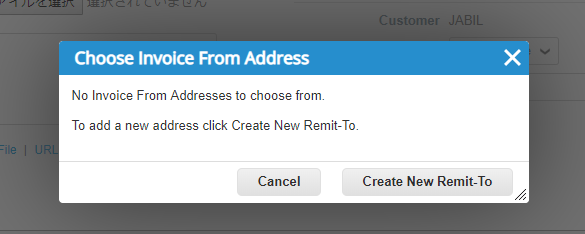 ァイルを選択 選択されていません
Customer JABIL
Choose Invoice From Address
No Invoice From Addresses to choose from.
To add a new address click Create New Remit-To.
File | URL
Cancel Create New Remit-To